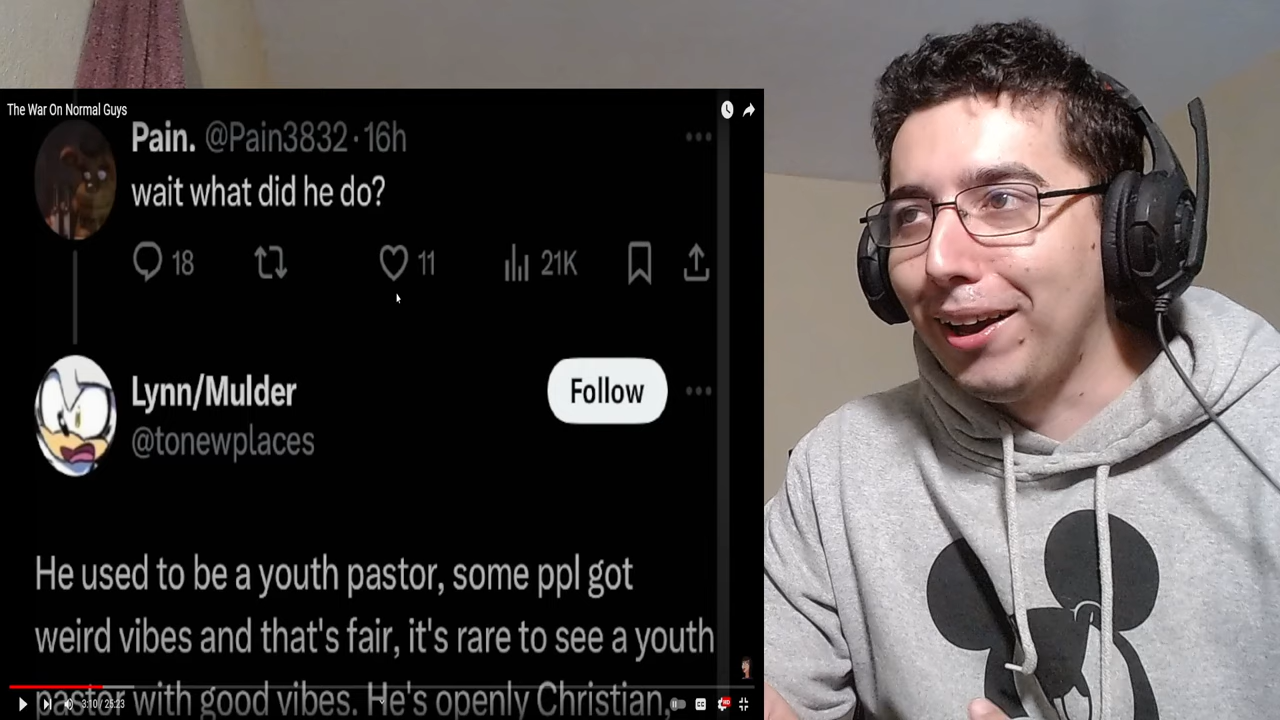 The War On Normal Guys
Pain. @Pain3832 · 16h
wait what did he do?
18 11 21K
Lynn/Mulder
Follow
@tonewplaces
He used to be a youth pastor, some ppl got
weird vibes and that's fair, it's rare to see a youth
pastor with good vibes. He's openly Christian,
3:10 / 25:23